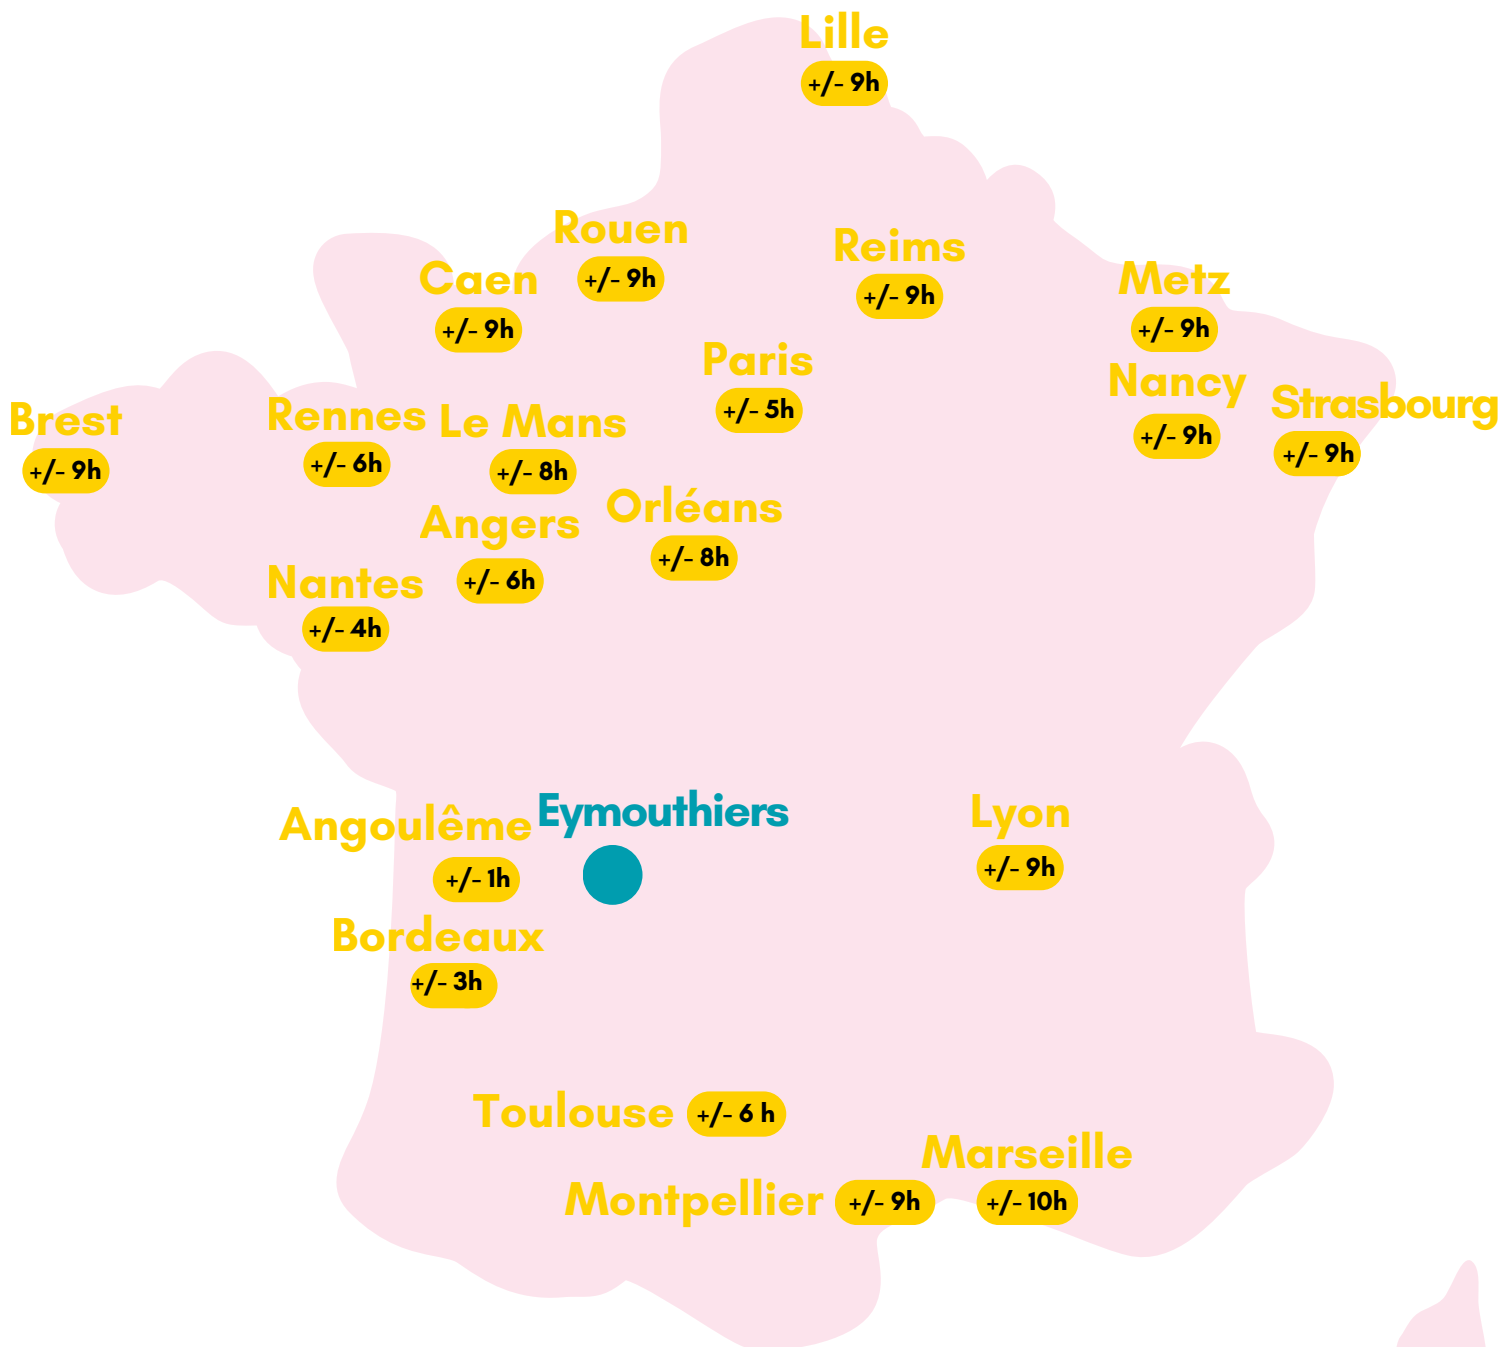 Lille
+/- 9h
Rouen
+/- 9h
Reims
+/- 9h
Caen
+/- 9h
Metz
+/- 9h
Paris
+/- 5h
Nancy
+/- 9h
Strasbourg
+/- 9h
Brest
+/- 9h
Rennes
+/- 6h
Le Mans
+/- 8h
Orléans
+/- 8h
Angers
+/- 6h
Nantes
+/- 4h
Angoulême
+/- 1h
Eymouthiers
Lyon
+/- 9h
Bordeaux
+/- 3h
Toulouse +/- 6 h
Marseille
+/- 10h
Montpellier +/- 9h